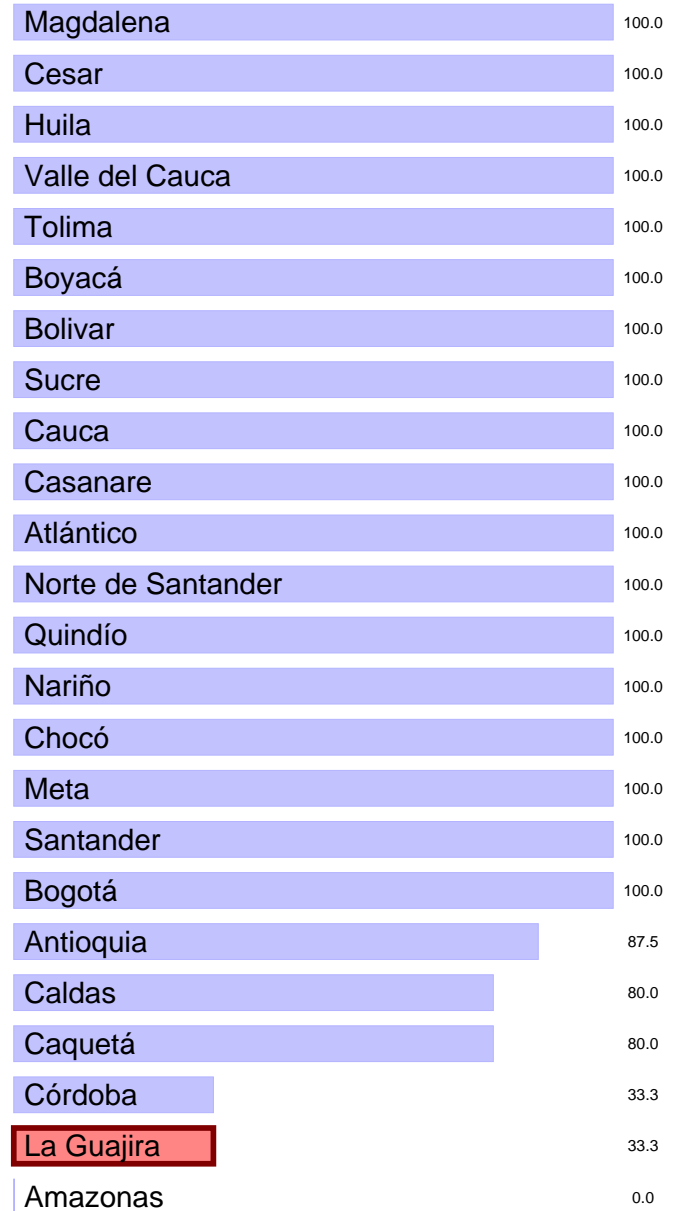 Magdalena 100.0
Cesar 100.0
Huila 100.0
Valle del Cauca 100.0
Tolima 100.0
Boyacá 100.0
Bolivar 100.0
Sucre 100.0
Cauca 100.0
Casanare 100.0
Atlántico 100.0
Norte de Santander 100.0
Quindío 100.0
Nariño 100.0
Chocó 100.0
Meta 100.0
Santander 100.0
Bogotá 100.0
Antioquia 87.5
Caldas 80.0
Caquetá 80.0
Córdoba 33.3
La Guajira 33.3
Amazonas 0.0